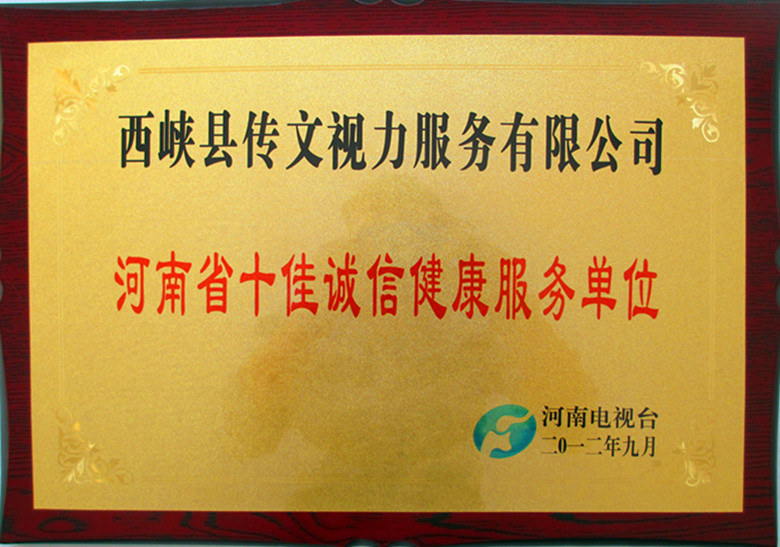 西峡县传文视力服务有限公司
河南省十佳诚信健康服务单位
河南电视台
二〇一二年九月